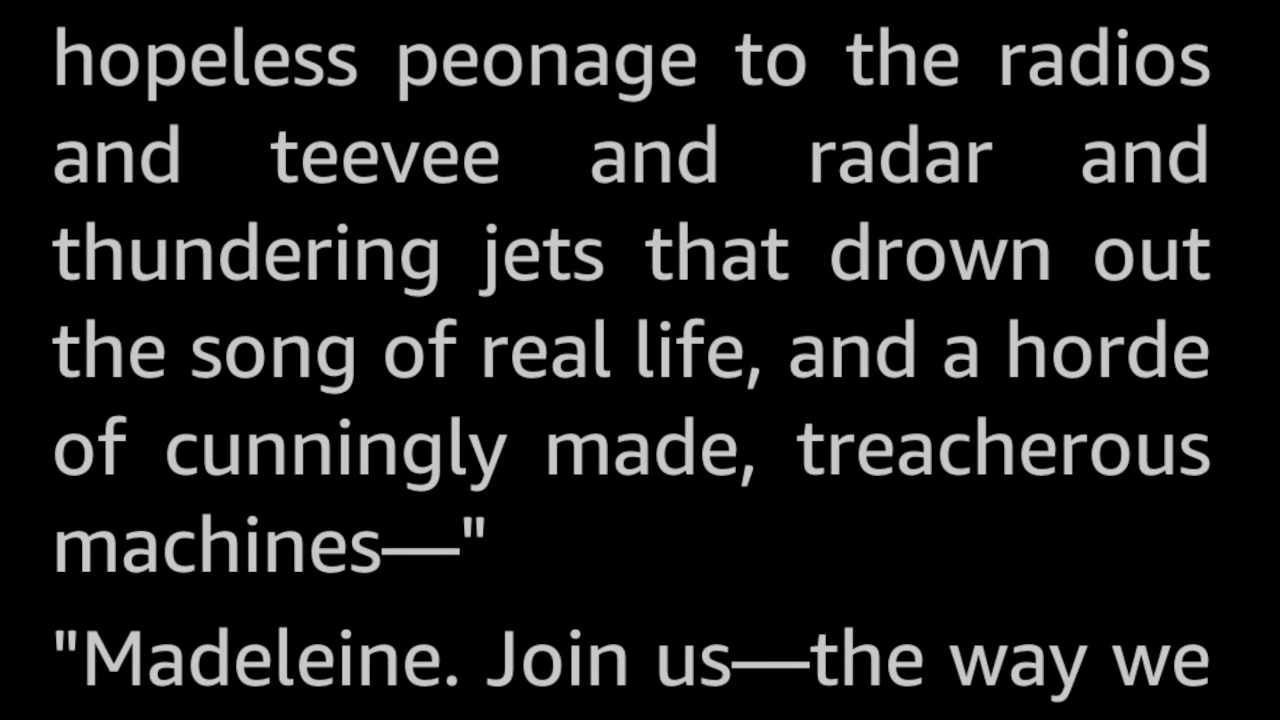 hopeless peonage to the radios
and teevee and radar and
thundering jets that drown out
the song of real life, and a horde
of cunningly made, treacherous
machines—"
"Madeleine. Join us—the way we